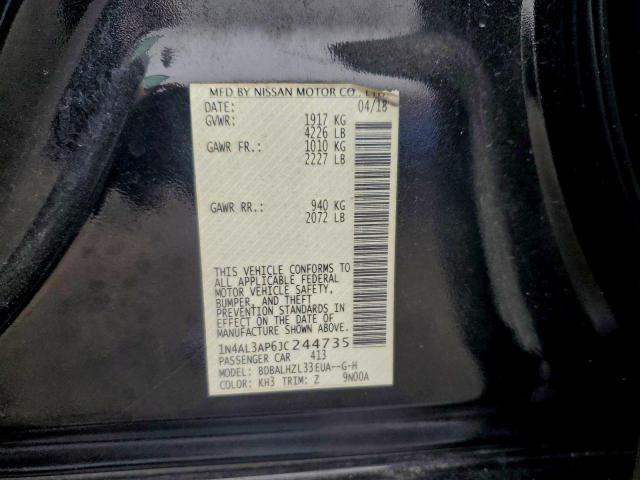 MFD BY NISSAN MOTOR CO., LTD.
DATE: 04/18
GVWR: 1917 KG
4226 LB
GAWR FR.: 1010 KG
2227 LB
GAWR RR.: 940 KG
2072 LB
THIS VEHICLE CONFORMS TO
ALL APPLICABLE FEDERAL
MOTOR VEHICLE SAFETY,
BUMPER, AND THEFT
PREVENTION STANDARDS IN
EFFECT ON THE DATE OF
MANUFACTURE SHOWN ABOVE.
1N4AL3AP6JC244735
PASSENGER CAR 413
MODEL: BDBALHZL33EUA--G-H
COLOR: KH3 TRIM: Z 9N00A